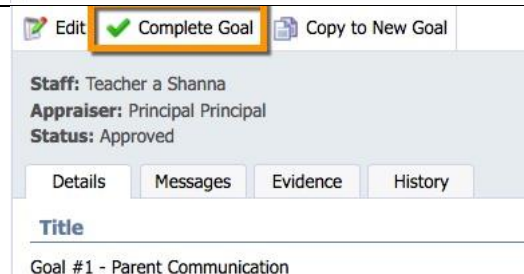 Edit Complete Goal Copy to New Goal
Staff: Teacher a Shanna
Appraiser: Principal Principal
Status: Approved
Details Messages Evidence History
Title
Goal #1 - Parent Communication